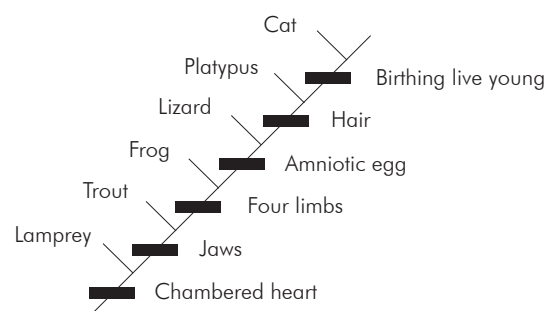 Cat
Platypus
Birthing live young
Lizard
Hair
Frog
Amniotic egg
Trout
Four limbs
Lamprey
Jaws
Chambered heart